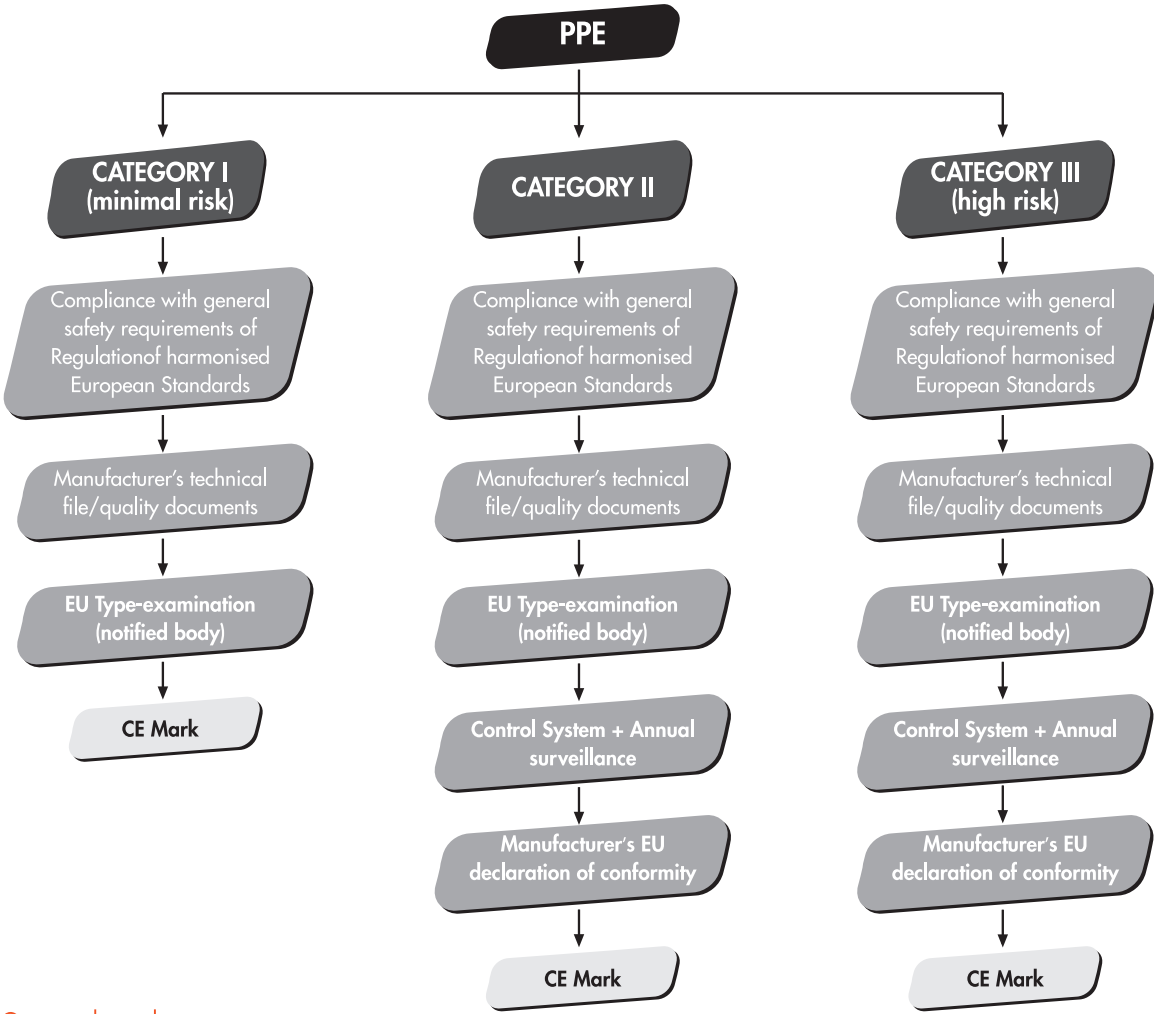 PPE
CATEGORY I
(minimal risk)
Compliance with general
safety requirements of
Regulationof harmonised
European Standards
Manufacturer's technical
file/quality documents
EU Type-examination
(notified body)
CE Mark
CATEGORY II
Compliance with general
safety requirements of
Regulationof harmonised
European Standards
Manufacturer's technical
file/quality documents
EU Type-examination
(notified body)
Control System + Annual
surveillance
Manufacturer's EU
declaration of conformity
CE Mark
CATEGORY III
(high risk)
Compliance with general
safety requirements of
Regulationof harmonised
European Standards
Manufacturer's technical
file/quality documents
EU Type-examination
(notified body)
Control System + Annual
surveillance
Manufacturer's EU
declaration of conformity
CE Mark